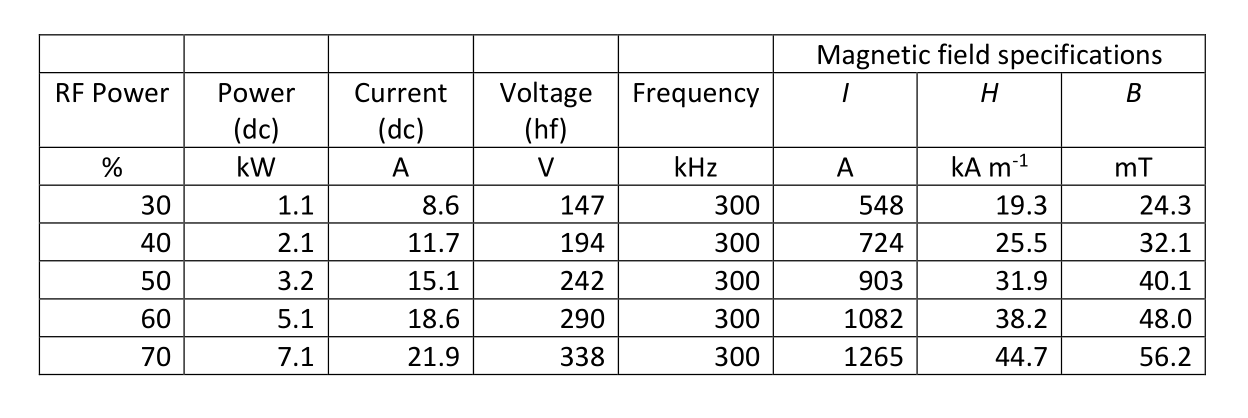 Magnetic field specifications
RF Power Power Current Voltage Frequency I H B
(dc) (dc) (hf)
% kW A V kHz A kA m⁻¹ mT
30 1.1 8.6 147 300 548 19.3 24.3
40 2.1 11.7 194 300 724 25.5 32.1
50 3.2 15.1 242 300 903 31.9 40.1
60 5.1 18.6 290 300 1082 38.2 48.0
70 7.1 21.9 338 300 1265 44.7 56.2